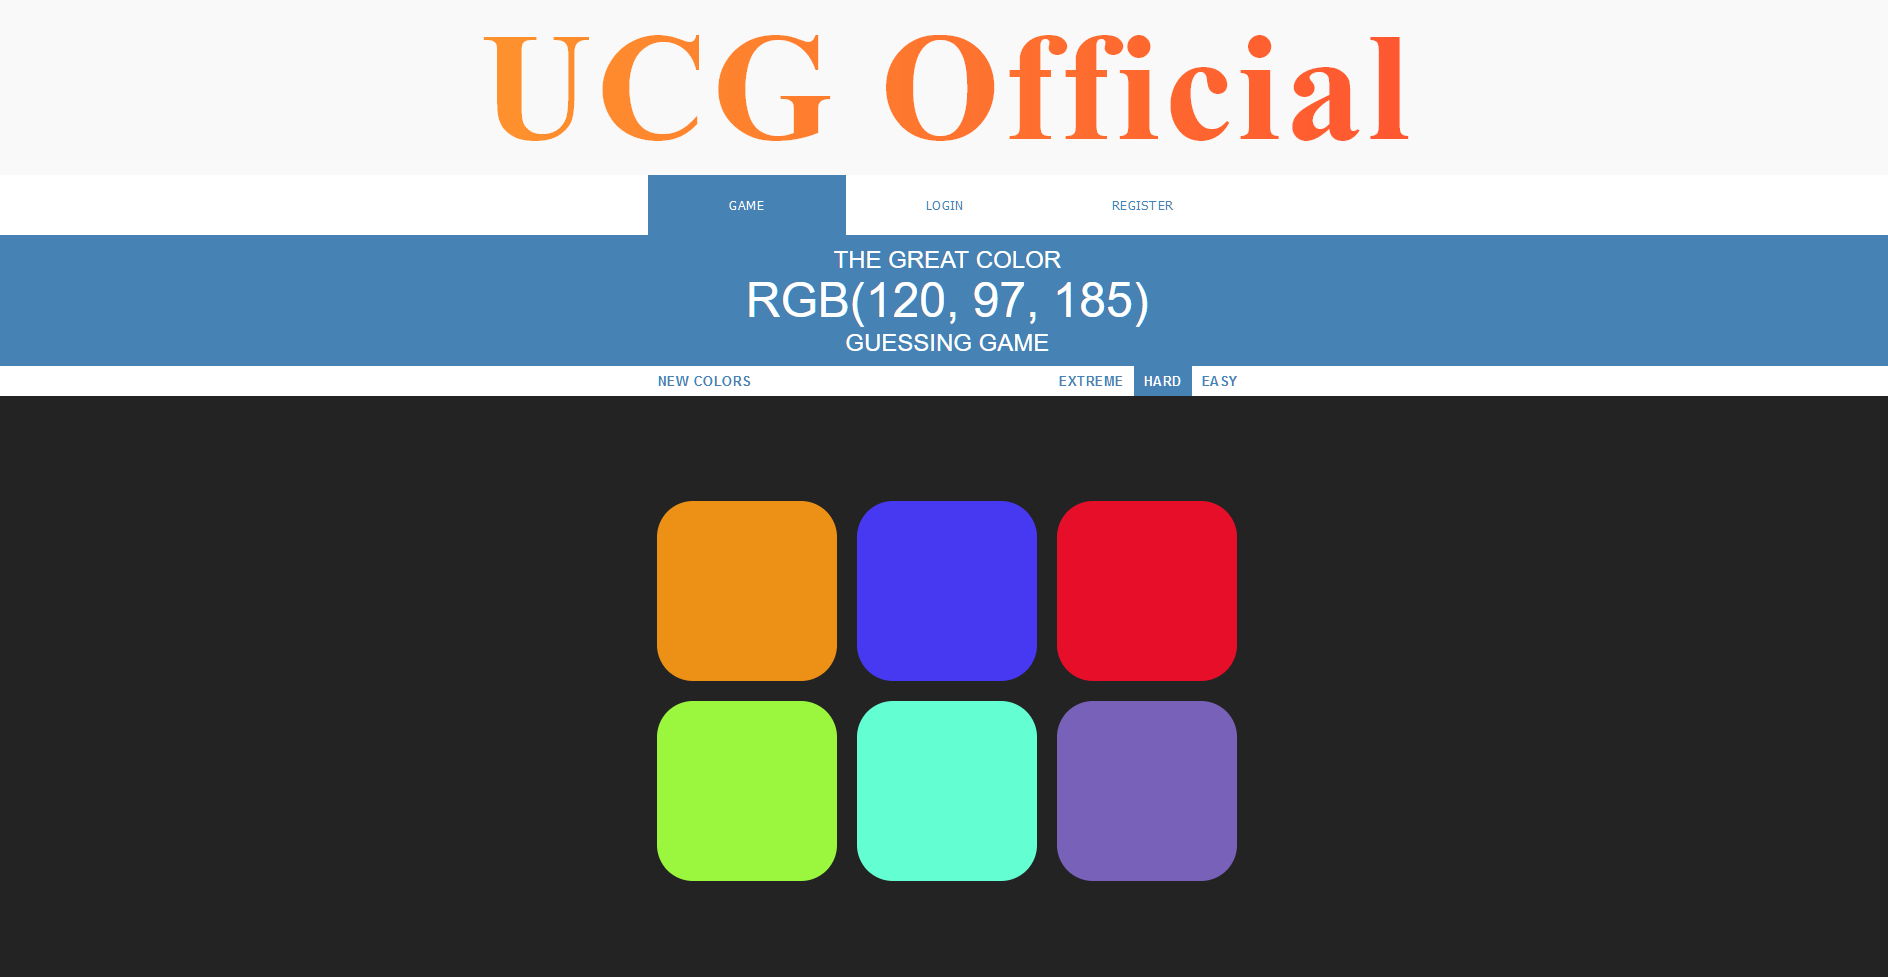 UCG Official
GAME LOGIN REGISTER
THE GREAT COLOR
RGB(120, 97, 185)
GUESSING GAME
NEW COLORS EXTREME HARD EASY